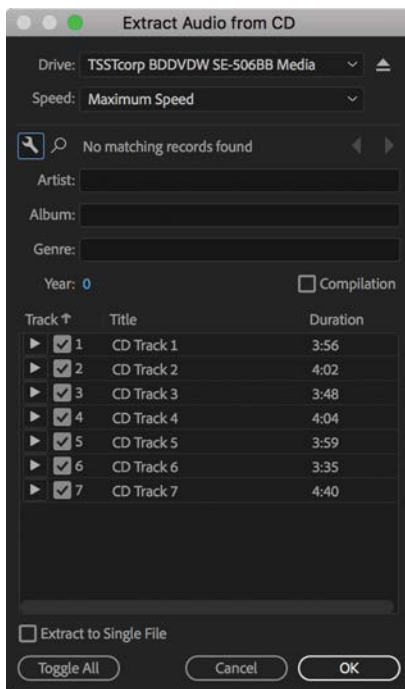 Extract Audio from CD
Drive: TSSTcorp BDDVDW SE-506BB Media
Speed: Maximum Speed
No matching records found
Artist:
Album:
Genre:
Year: 0 Compilation
Track ↑ Title Duration
1 CD Track 1 3:56
2 CD Track 2 4:02
3 CD Track 3 3:48
4 CD Track 4 4:04
5 CD Track 5 3:59
6 CD Track 6 3:35
7 CD Track 7 4:40
Extract to Single File
Toggle All Cancel OK